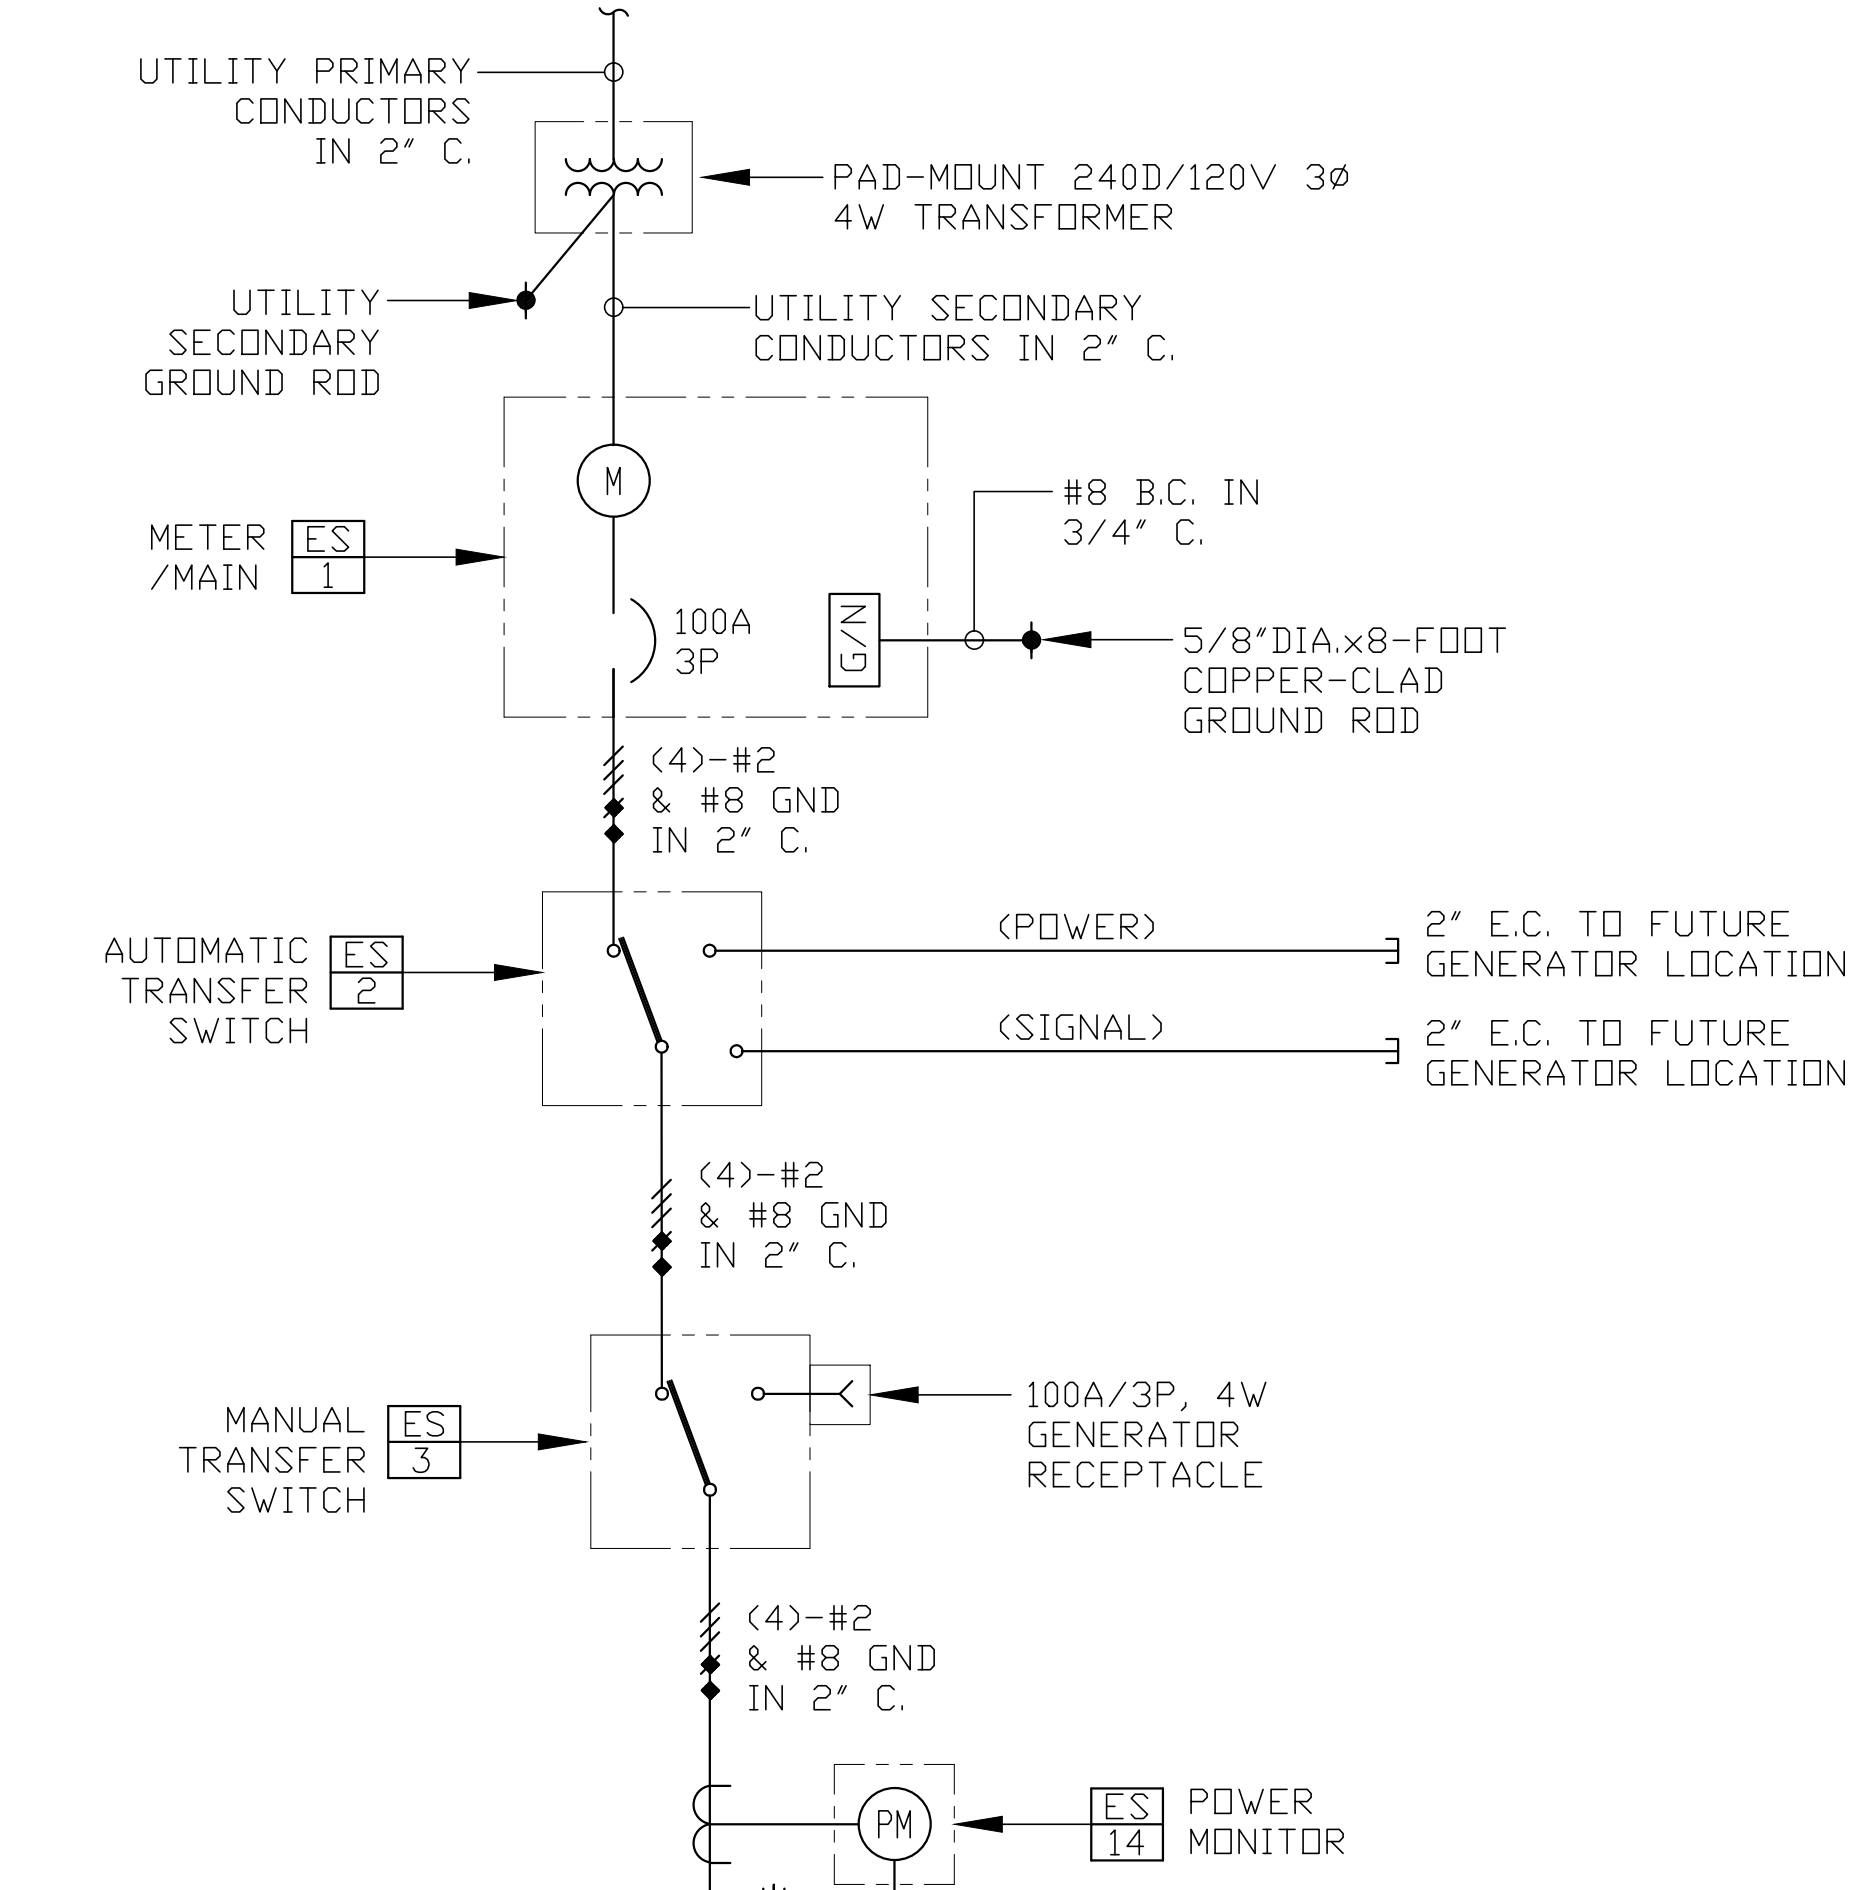 UTILITY PRIMARY
CONDUCTORS
IN 2" C.
PAD-MOUNT 240D/120V 3Ø
4W TRANSFORMER
UTILITY
SECONDARY
GROUND ROD
UTILITY SECONDARY
CONDUCTORS IN 2" C.
M
#8 B.C. IN
3/4" C.
METER
/MAIN
ES
1
100A
3P
G/N
5/8"DIA.x8-FOOT
COPPER-CLAD
GROUND ROD
(4)-#2
& #8 GND
IN 2" C.
AUTOMATIC
TRANSFER
SWITCH
ES
2
(POWER)
2" E.C. TO FUTURE
GENERATOR LOCATION
(SIGNAL)
2" E.C. TO FUTURE
GENERATOR LOCATION
(4)-#2
& #8 GND
IN 2" C.
MANUAL
TRANSFER
SWITCH
ES
3
100A/3P, 4W
GENERATOR
RECEPTACLE
(4)-#2
& #8 GND
IN 2" C.
PM
ES
14
POWER
MONITOR